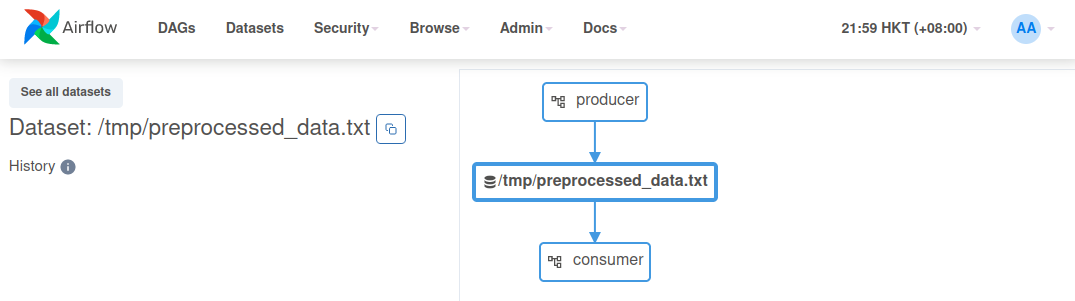 Airflow DAGs Datasets Security Browse Admin Docs 21:59 HKT (+08:00) AA
See all datasets
Dataset: /tmp/preprocessed_data.txt
History i
producer
/tmp/preprocessed_data.txt
consumer